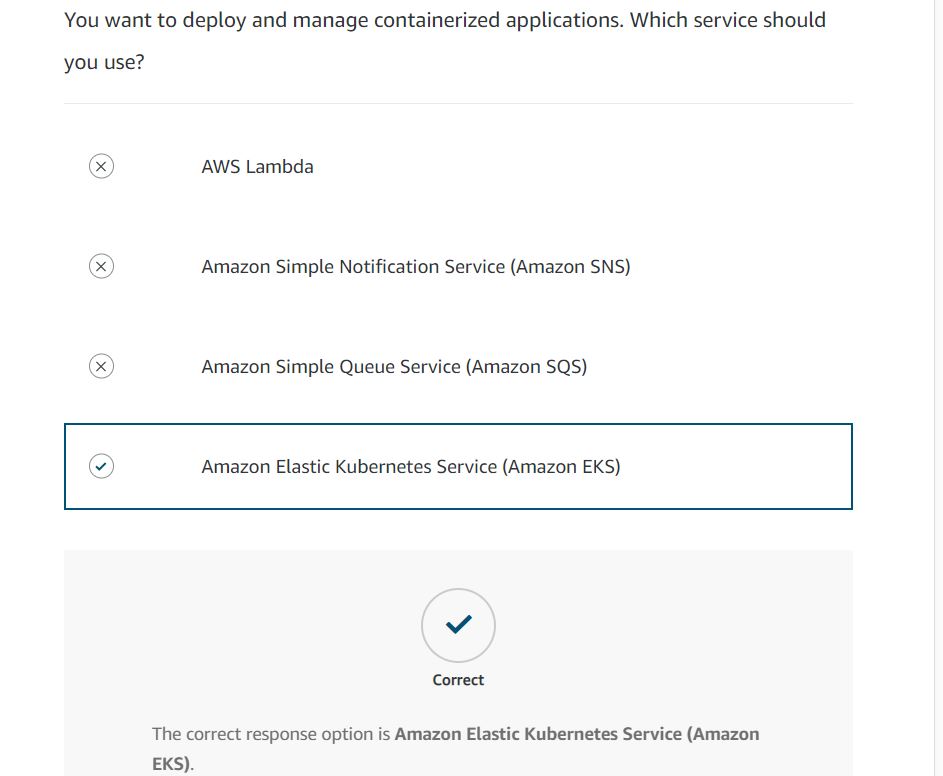 You want to deploy and manage containerized applications. Which service should
you use?
AWS Lambda
Amazon Simple Notification Service (Amazon SNS)
Amazon Simple Queue Service (Amazon SQS)
Amazon Elastic Kubernetes Service (Amazon EKS)
Correct
The correct response option is Amazon Elastic Kubernetes Service (Amazon
EKS).